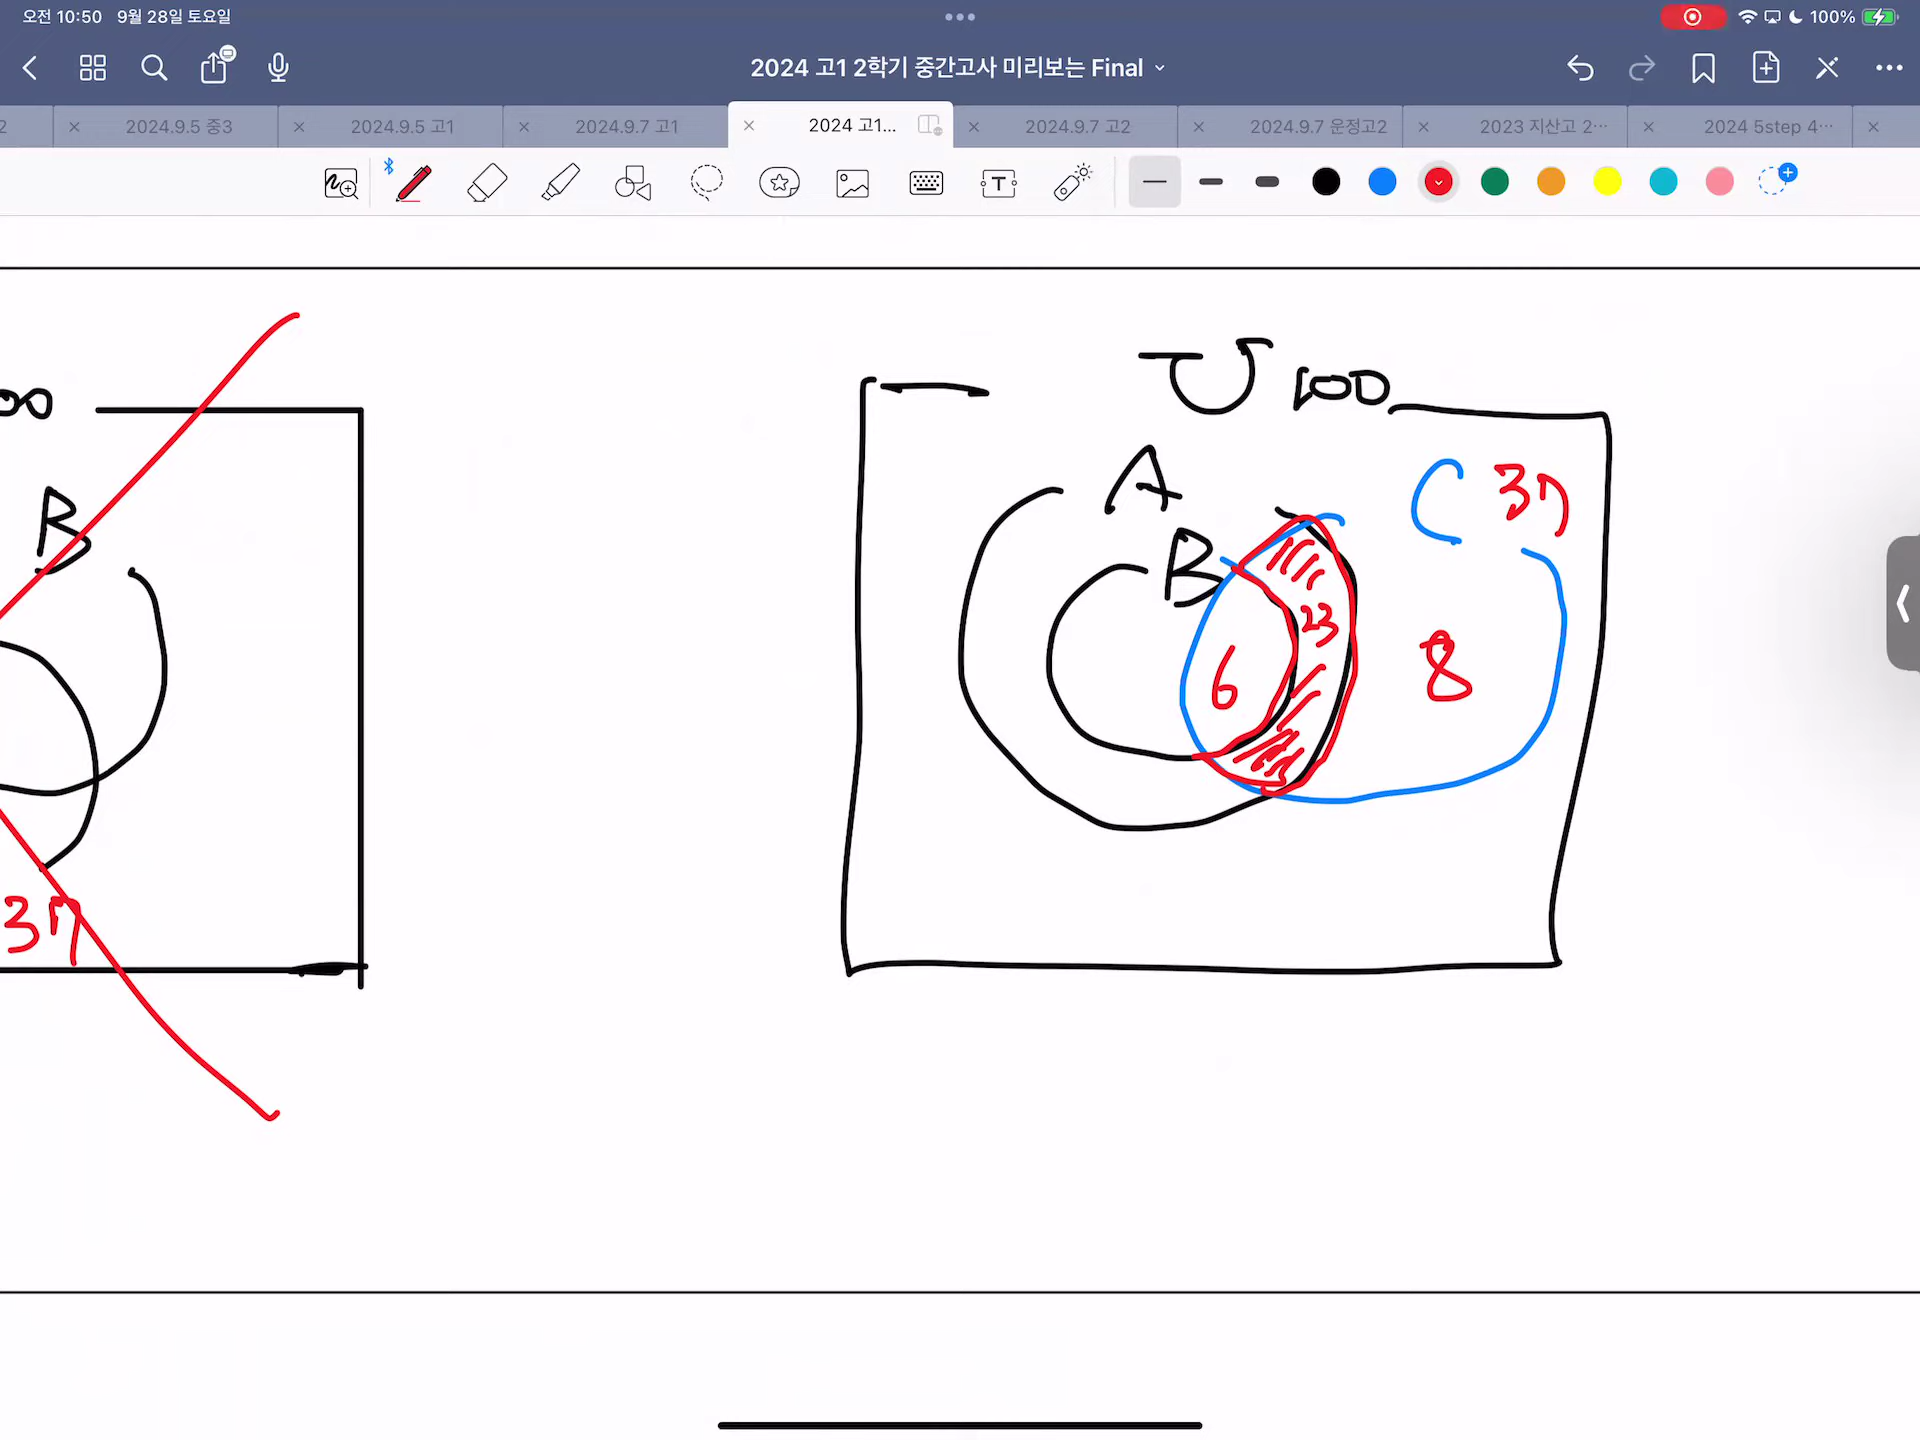 오전 10:50 9월 28일 토요일
100%
2024 고1 2학기 중간고사 미리보는 Final
2
2024.9.5 중3
2024.9.5 고1
2024.9.7 고1
2024 고1...
2024.9.7 고2
2024.9.7 운정고2
2023 지산고 2...
2024 5step 4...
T
U 100
A
B
B
C 37
23
6
8
37